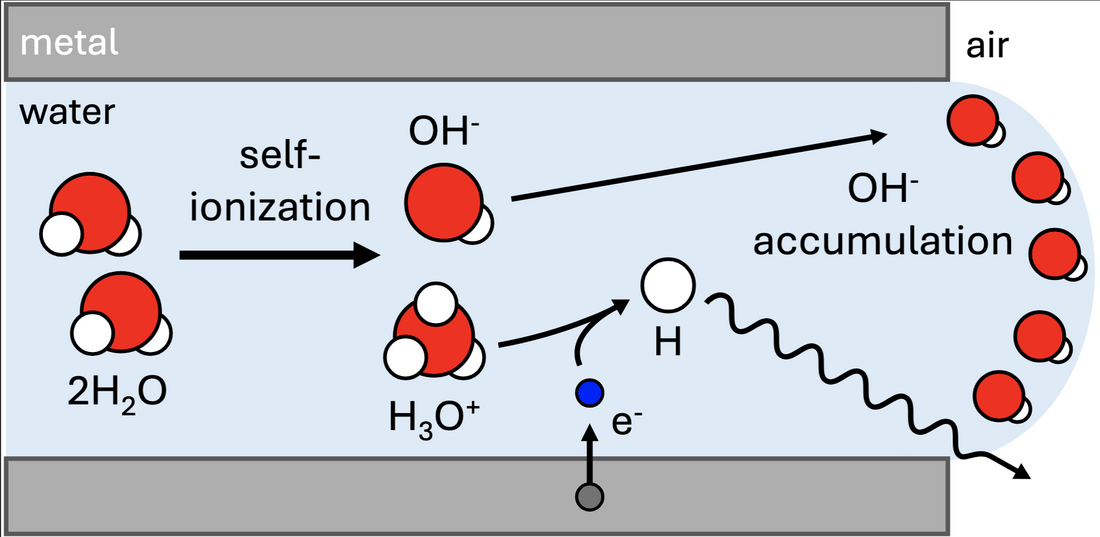 metal
air
water
self-
ionization
OH⁻
OH⁻
accumulation
H
2H₂O
H₃O⁺
e⁻